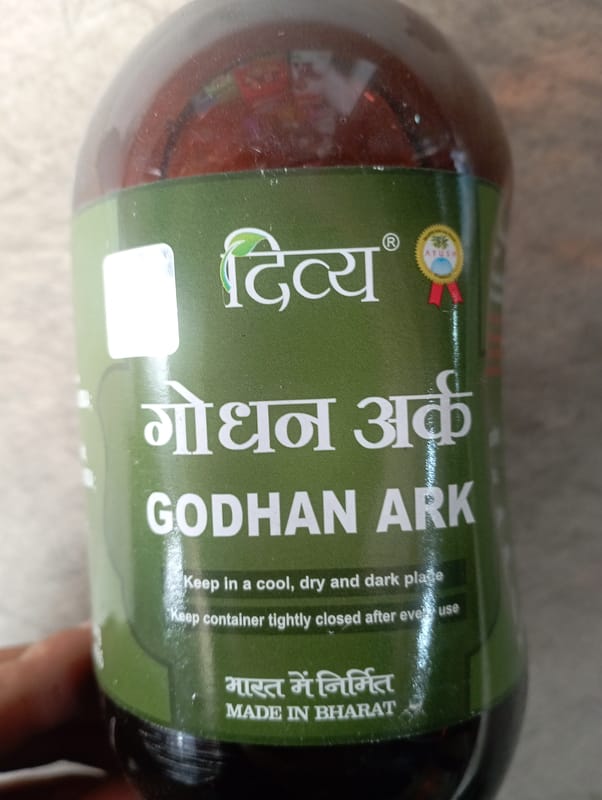 दिव्य®
AYUSH
गोधन अर्क
GODHAN ARK
Keep in a cool, dry and dark place
Keep container tightly closed after every use
भारत में निर्मित
MADE IN BHARAT